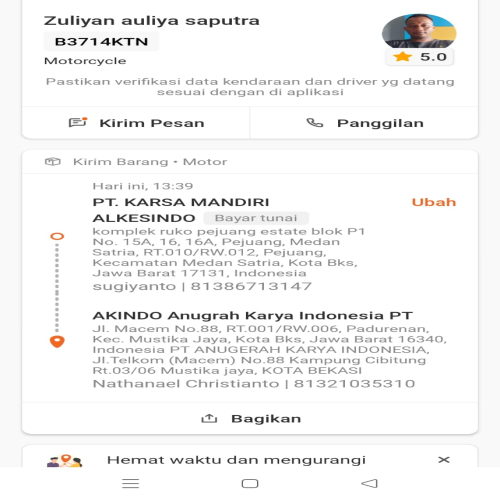 Zuliyan auliya saputra
B3714KTN
5.0
Motorcycle
Pastikan verifikasi data kendaraan dan driver yg datang
sesuai dengan di aplikasi
Kirim Pesan
Panggilan
Kirim Barang • Motor
Hari ini, 13:39
PT. KARSA MANDIRI
Ubah
ALKESINDO Bayar tunai
komplek ruko pejuang estate blok P1
No. 15A, 16, 16A, Pejuang, Medan
Satria, RT.010/RW.012, Pejuang,
Kecamatan Medan Satria, Kota Bks,
Jawa Barat 17131, Indonesia
sugiyanto | 81386713147
AKINDO Anugrah Karya Indonesia PT
Jl. Macem No.88, RT.001/RW.006, Padurenan,
Kec. Mustika Jaya, Kota Bks, Jawa Barat 16340,
Indonesia PT ANUGERAH KARYA INDONESIA,
Jl.Telkom (Macem) No.88 Kampung Cibitung
Rt.03/06 Mustika jaya, KOTA BEKASI
Nathanael Christianto | 81321035310
Bagikan
Hemat waktu dan mengurangi